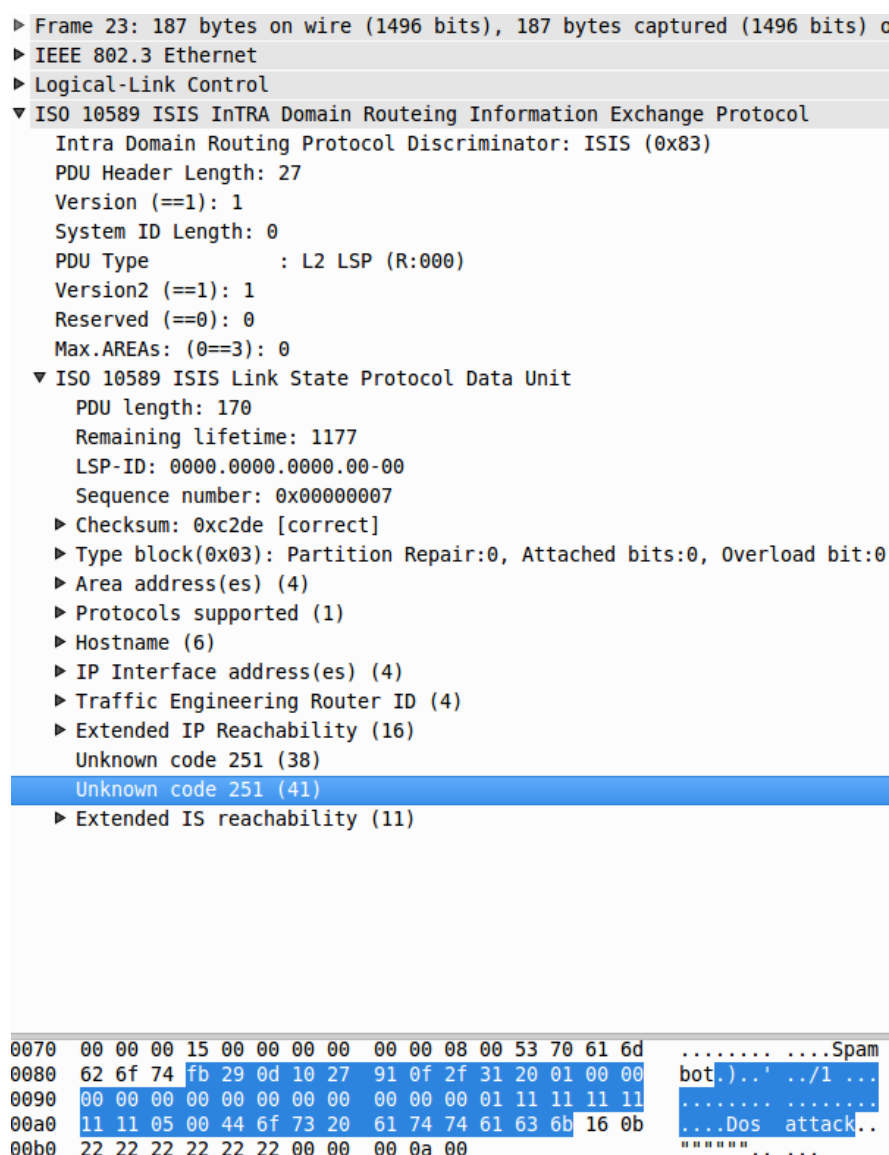 Frame 23: 187 bytes on wire (1496 bits), 187 bytes captured (1496 bits) o
IEEE 802.3 Ethernet
Logical-Link Control
ISO 10589 ISIS InTRA Domain Routeing Information Exchange Protocol
Intra Domain Routing Protocol Discriminator: ISIS (0x83)
PDU Header Length: 27
Version (==1): 1
System ID Length: 0
PDU Type : L2 LSP (R:000)
Version2 (==1): 1
Reserved (==0): 0
Max.AREAs: (0==3): 0
ISO 10589 ISIS Link State Protocol Data Unit
PDU length: 170
Remaining lifetime: 1177
LSP-ID: 0000.0000.0000.00-00
Sequence number: 0x00000007
Checksum: 0xc2de [correct]
Type block(0x03): Partition Repair:0, Attached bits:0, Overload bit:0
Area address(es) (4)
Protocols supported (1)
Hostname (6)
IP Interface address(es) (4)
Traffic Engineering Router ID (4)
Extended IP Reachability (16)
Unknown code 251 (38)
Unknown code 251 (41)
Extended IS reachability (11)
0070 00 00 00 15 00 00 00 00 00 00 08 00 53 70 61 6d ........ ....Spam
0080 62 6f 74 fb 29 0d 10 27 91 0f 2f 31 20 01 00 00 bot.)..' ../1 ...
0090 00 00 00 00 00 00 00 00 00 00 00 01 11 11 11 11 ........ ........
00a0 11 11 05 00 44 6f 73 20 61 74 74 61 63 6b 16 0b ....Dos attack..
00b0 22 22 22 22 22 22 00 00 00 0a 00 """""".. ...